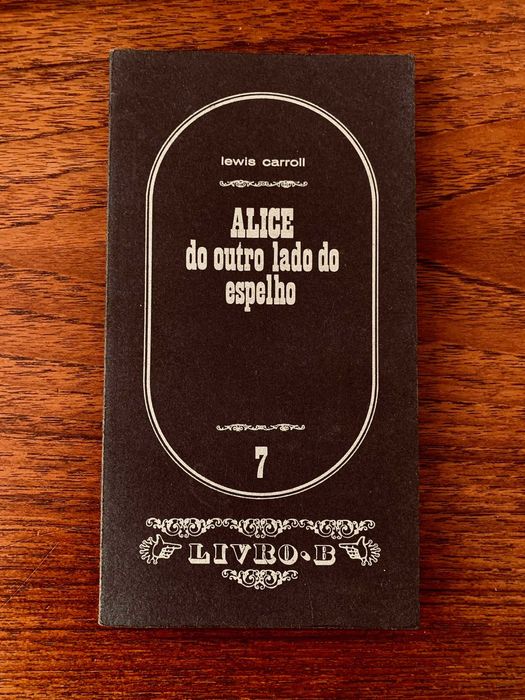 lewis carroll
ALICE
do outro lado do
espelho
7
LIVRO·B